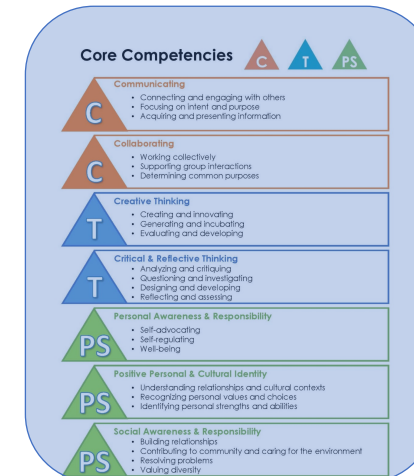 Core Competencies C T PS
C
Communicating
• Connecting and engaging with others
• Focusing on intent and purpose
• Acquiring and presenting information
C
Collaborating
• Working collectively
• Supporting group interactions
• Determining common purposes
T
Creative Thinking
• Creating and innovating
• Generating and incubating
• Evaluating and developing
T
Critical & Reflective Thinking
• Analyzing and critiquing
• Questioning and investigating
• Designing and developing
• Reflecting and assessing
PS
Personal Awareness & Responsibility
• Self-advocating
• Self-regulating
• Well-being
PS
Positive Personal & Cultural Identity
• Understanding relationships and cultural contexts
• Recognizing personal values and choices
• Identifying personal strengths and abilities
PS
Social Awareness & Responsibility
• Building relationships
• Contributing to community and caring for the environment
• Resolving problems
• Valuing diversity